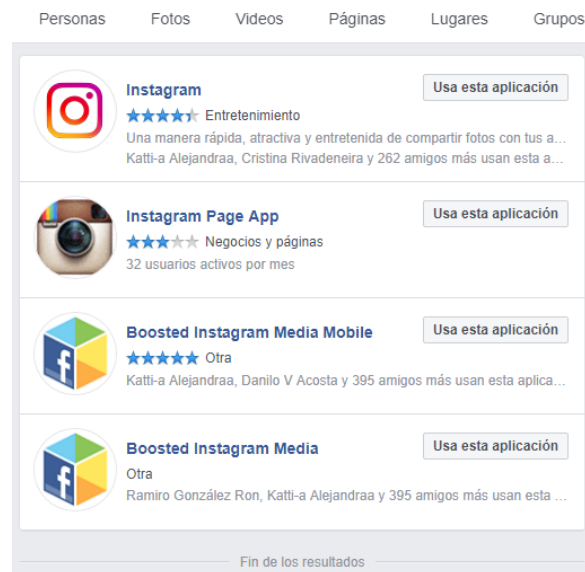 Personas Fotos Videos Páginas Lugares Grupos
Instagram
Usa esta aplicación
Entretenimiento
Una manera rápida, atractiva y entretenida de compartir fotos con tus a...
Katti-a Alejandraa, Cristina Rivadeneira y 262 amigos más usan esta a...
Instagram Page App
Usa esta aplicación
Negocios y páginas
32 usuarios activos por mes
Boosted Instagram Media Mobile
Usa esta aplicación
Otra
Katti-a Alejandraa, Danilo V Acosta y 395 amigos más usan esta aplica...
Boosted Instagram Media
Usa esta aplicación
Otra
Ramiro González Ron, Katti-a Alejandraa y 395 amigos más usan esta ...
Fin de los resultados